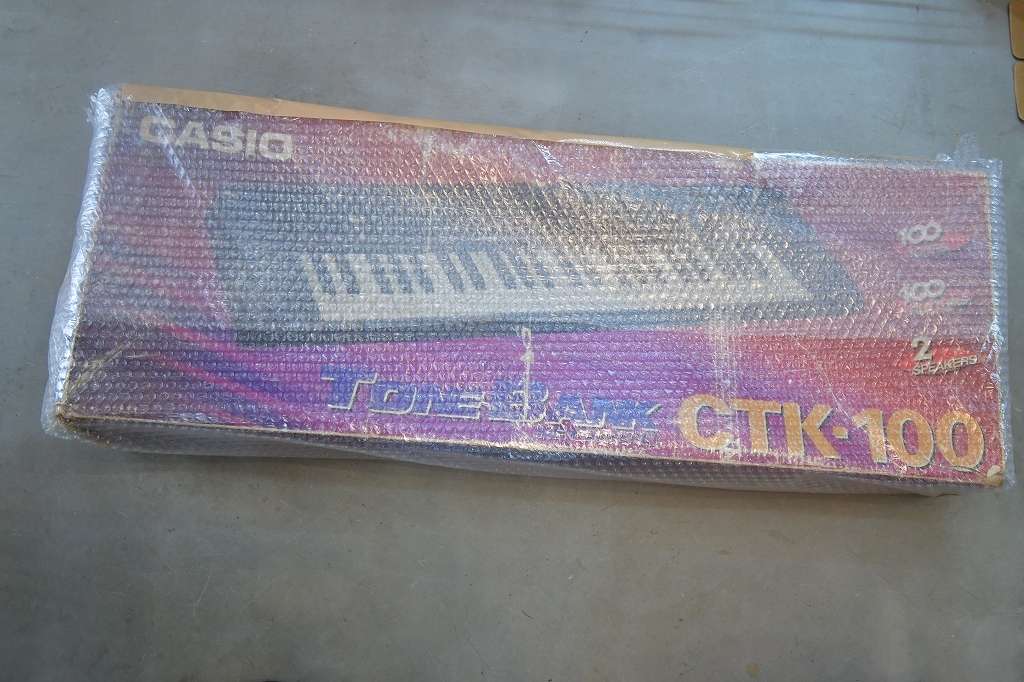 CASIO
100
100
2
SPEAKERS
TONE BANK
CTK-100